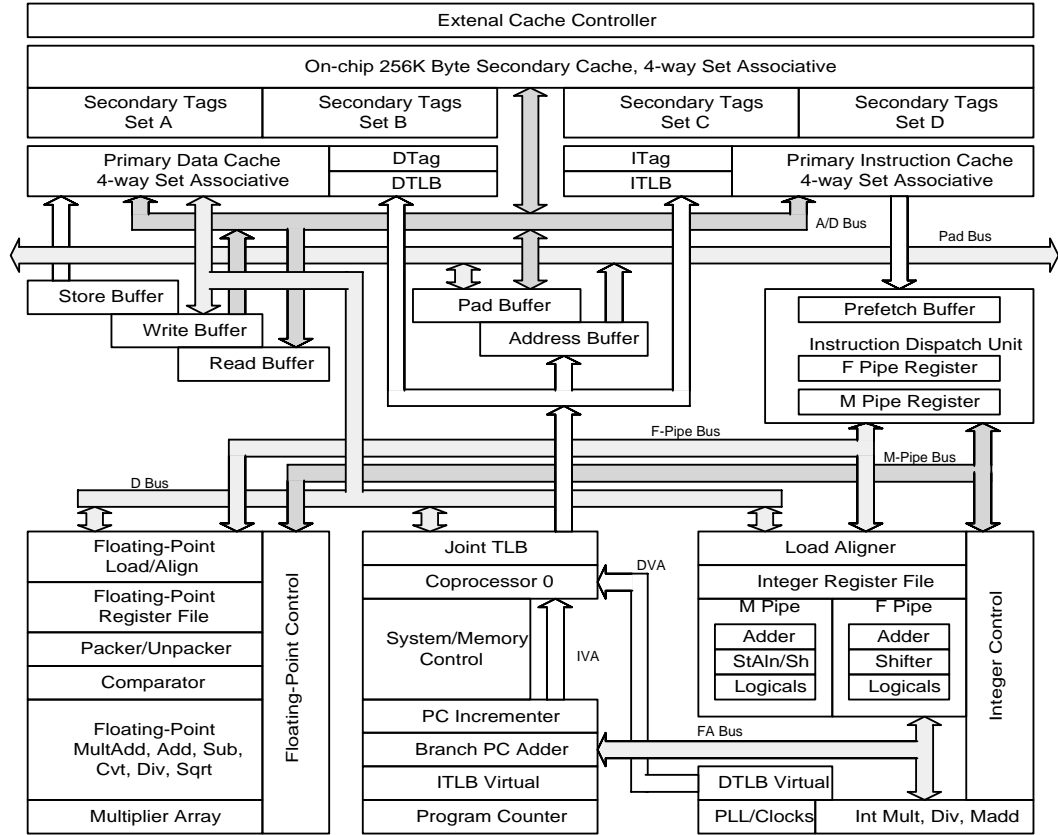 Extenal Cache Controller
On-chip 256K Byte Secondary Cache, 4-way Set Associative
Secondary Tags
Set A
Secondary Tags
Set B
Secondary Tags
Set C
Secondary Tags
Set D
Primary Data Cache
4-way Set Associative
DTag
DTLB
ITag
ITLB
Primary Instruction Cache
4-way Set Associative
A/D Bus
Pad Bus
Store Buffer
Write Buffer
Read Buffer
Pad Buffer
Address Buffer
Prefetch Buffer
Instruction Dispatch Unit
F Pipe Register
M Pipe Register
F-Pipe Bus
M-Pipe Bus
D Bus
Floating-Point
Load/Align
Floating-Point
Register File
Packer/Unpacker
Comparator
Floating-Point
MultAdd, Add, Sub,
Cvt, Div, Sqrt
Multiplier Array
Floating-Point Control
Joint TLB
Coprocessor 0
System/Memory
Control
IVA
DVA
PC Incrementer
Branch PC Adder
ITLB Virtual
Program Counter
FA Bus
Load Aligner
Integer Register File
M Pipe
Adder
StAln/Sh
Logicals
F Pipe
Adder
Shifter
Logicals
Integer Control
DTLB Virtual
PLL/Clocks
Int Mult, Div, Madd